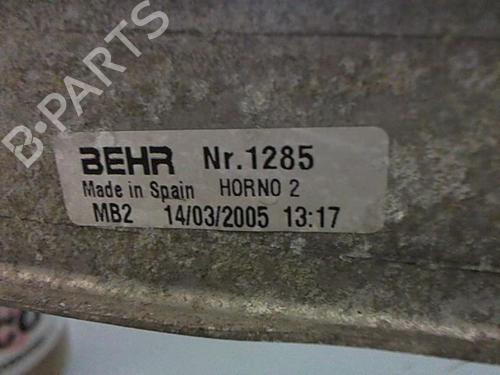 B-PARTS
BEHR Nr.1285
Made in Spain HORNO 2
MB2 14/03/2005 13:17